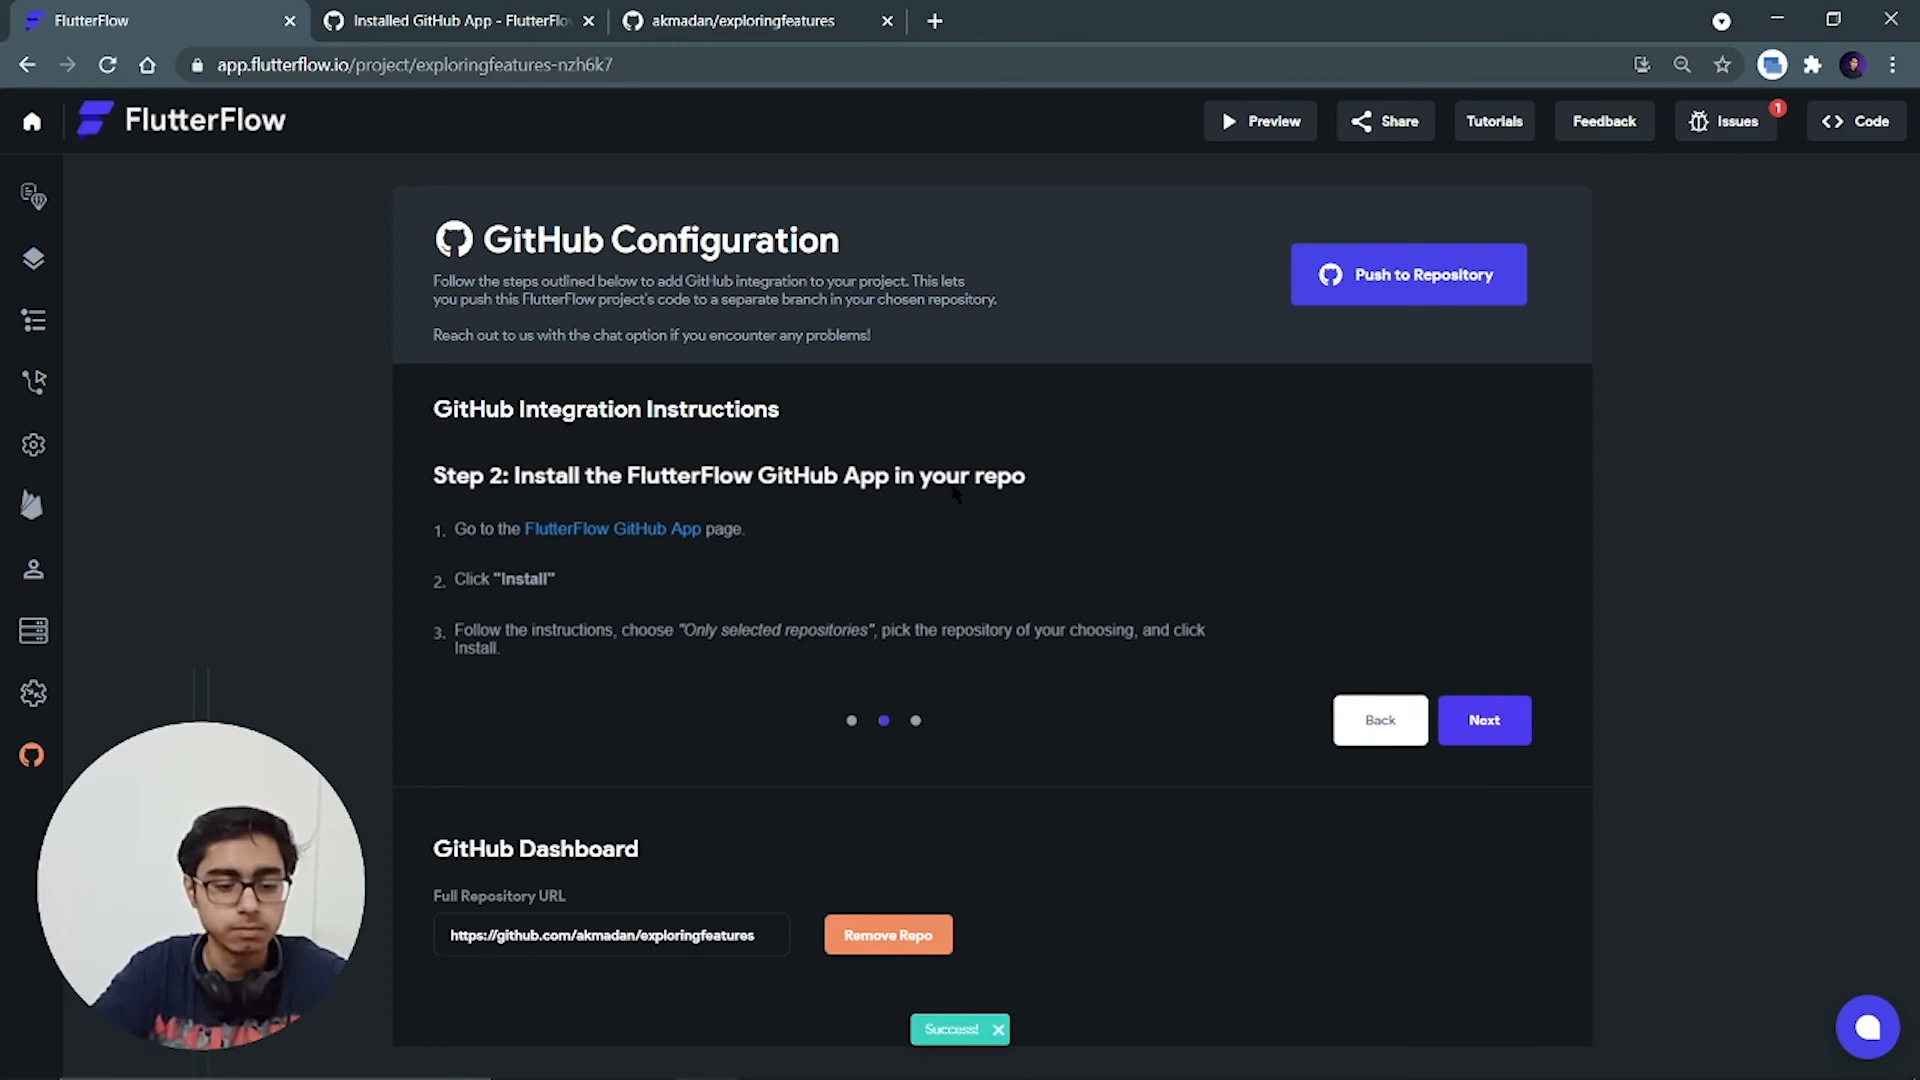 FlutterFlow
Installed GitHub App - FlutterFlo
akmadan/exploringfeatures
app.flutterflow.io/project/exploringfeatures-nzh6k7
FlutterFlow
Preview
Share
Tutorials
Feedback
Issues
1
Code
GitHub Configuration
Follow the steps outlined below to add GitHub integration to your project. This lets
you push this FlutterFlow project's code to a separate branch in your chosen repository.
Reach out to us with the chat option if you encounter any problems!
Push to Repository
GitHub Integration Instructions
Step 2: Install the FlutterFlow GitHub App in your repo
1. Go to the FlutterFlow GitHub App page.
2. Click "Install"
3. Follow the instructions, choose "Only selected repositories", pick the repository of your choosing, and click
Install.
Back
Next
GitHub Dashboard
Full Repository URL
https://github.com/akmadan/exploringfeatures
Remove Repo
Success!